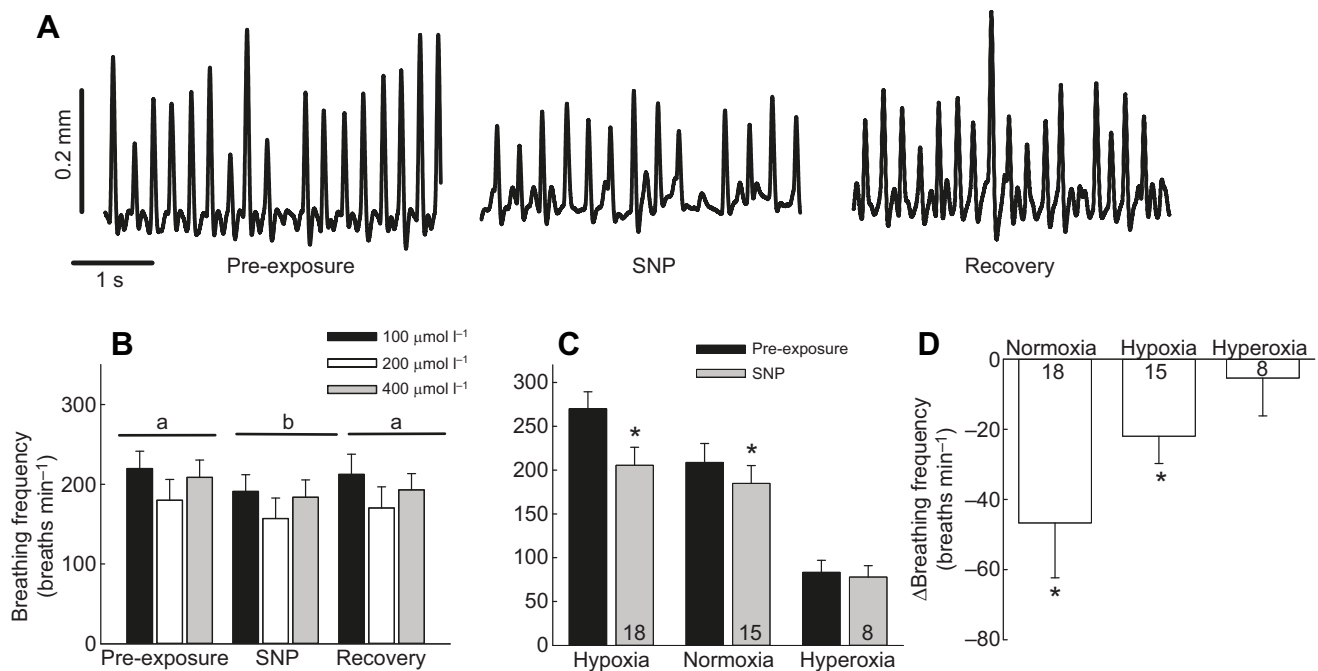 A
0.2 mm
1 s
Pre-exposure
SNP
Recovery
B
100 μmol l⁻¹
200 μmol l⁻¹
400 μmol l⁻¹
Breathing frequency
(breaths min⁻¹)
300
200
100
0
a
b
a
Pre-exposure
SNP
Recovery
C
Pre-exposure
SNP
300
250
200
150
100
50
0
*
*
18
15
8
Hypoxia
Normoxia
Hyperoxia
D
Normoxia
Hypoxia
Hyperoxia
18
15
8
ΔBreathing frequency
(breaths min⁻¹)
0
–20
–40
–60
–80
*
*